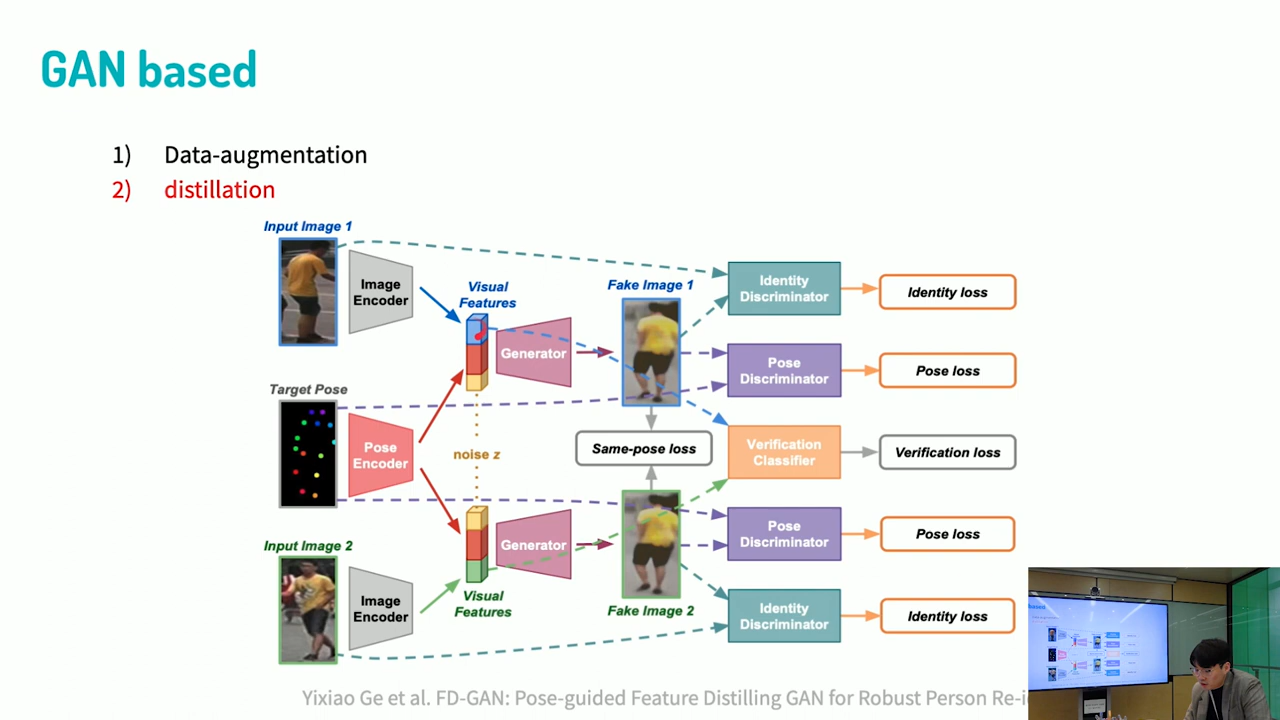 GAN based
1) Data-augmentation
2) distillation
Input Image 1
Image
Encoder
Visual
Features
Generator
Fake Image 1
Identity
Discriminator
Identity loss
Target Pose
Pose
Encoder
noise z
Same-pose loss
Pose
Discriminator
Pose loss
Verification
Classifier
Verification loss
Input Image 2
Image
Encoder
Visual
Features
Generator
Fake Image 2
Pose
Discriminator
Pose loss
Identity
Discriminator
Identity loss
Yixiao Ge et al. FD-GAN: Pose-guided Feature Distilling GAN for Robust Person